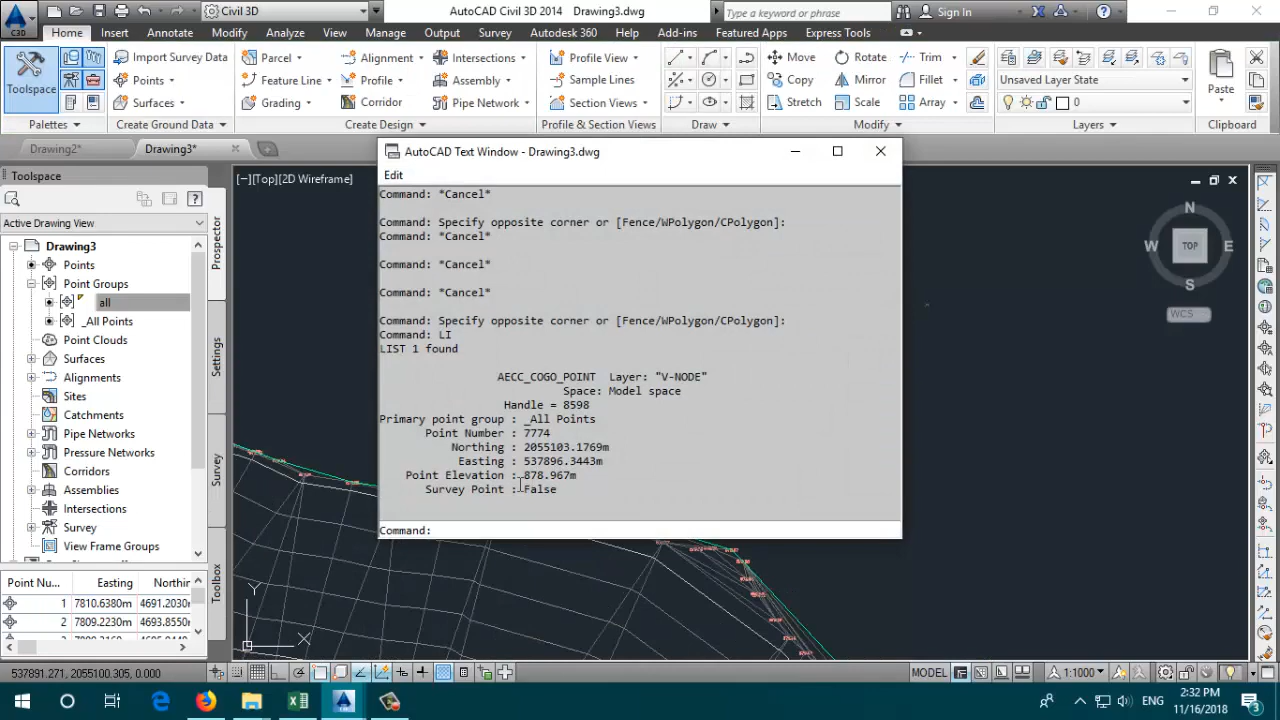 C3D
Civil 3D
AutoCAD Civil 3D 2014 Drawing3.dwg
Type a keyword or phrase
Sign In
Home Insert Annotate Modify Analyze View Manage Output Survey Autodesk 360 Help Add-ins Featured Apps Express Tools
Toolspace
Import Survey Data
Points
Surfaces
Parcel
Feature Line
Grading
Alignment
Profile
Corridor
Intersections
Assembly
Pipe Network
Profile View
Sample Lines
Section Views
Move
Copy
Stretch
Rotate
Mirror
Scale
Trim
Fillet
Array
Unsaved Layer State
0
Paste
Palettes Create Ground Data Create Design Profile & Section Views Draw Modify Layers Clipboard
Drawing2* Drawing3*
Toolspace
Active Drawing View
Drawing3
Points
Point Groups
all
_All Points
Point Clouds
Surfaces
Alignments
Sites
Catchments
Pipe Networks
Pressure Networks
Corridors
Assemblies
Intersections
Survey
View Frame Groups
Prospector
Settings
Survey
Toolbox
Point Nu... Easting Northin
1 7810.6380m 4691.2030
2 7809.2230m 4693.8550
[−][Top][2D Wireframe]
AutoCAD Text Window - Drawing3.dwg
Edit
Command: *Cancel*
Command: Specify opposite corner or [Fence/WPolygon/CPolygon]:
Command: *Cancel*
Command: *Cancel*
Command: *Cancel*
Command: Specify opposite corner or [Fence/WPolygon/CPolygon]:
Command: LI
LIST 1 found
AECC_COGO_POINT Layer: "V-NODE"
Space: Model space
Handle = 8598
Primary point group : _All Points
Point Number : 7774
Northing : 2055103.1769m
Easting : 537896.3443m
Point Elevation : 878.967m
Survey Point : False
Command:
N
W TOP E
S
WCS
Y
X
537891.271, 2055100.305, 0.000
MODEL
1:1000
ENG
2:32 PM
11/16/2018
3